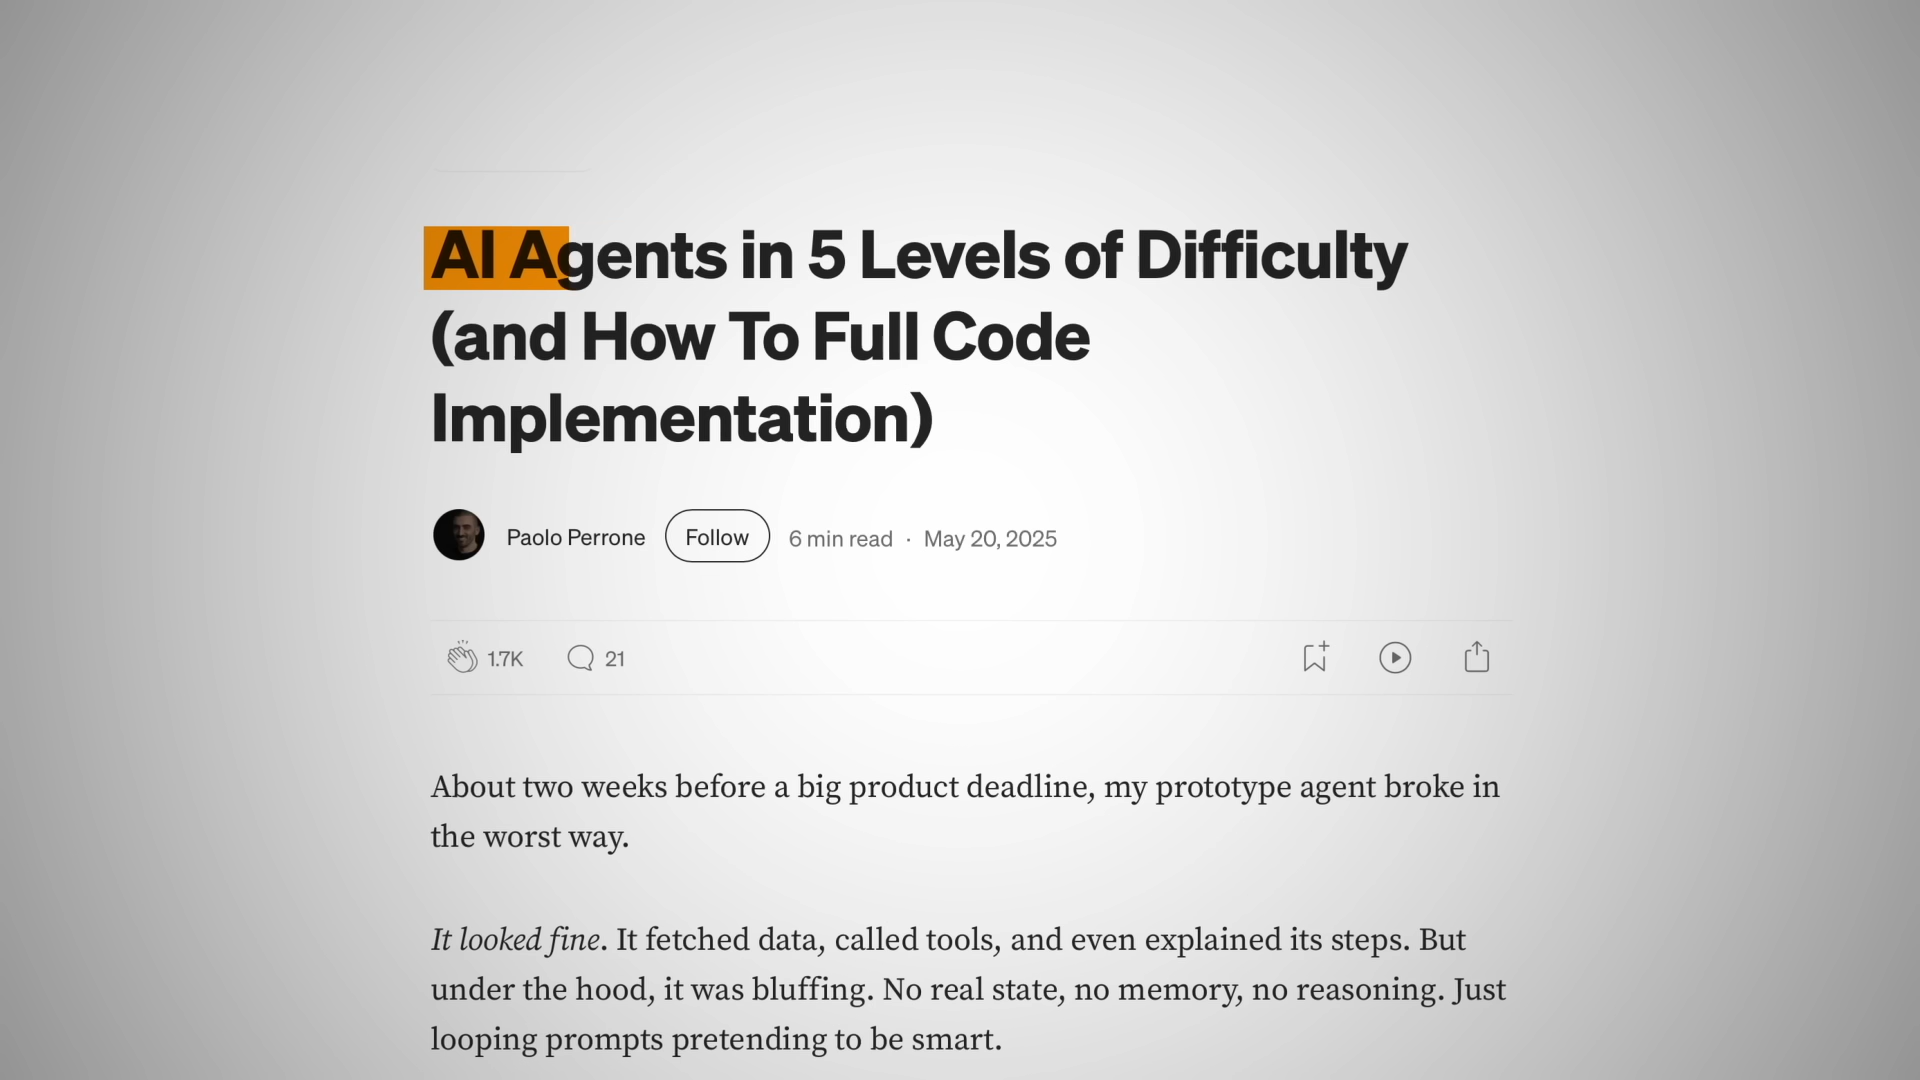 AI Agents in 5 Levels of Difficulty
(and How To Full Code
Implementation)
Paolo Perrone Follow 6 min read · May 20, 2025
1.7K 21
About two weeks before a big product deadline, my prototype agent broke in
the worst way.
It looked fine. It fetched data, called tools, and even explained its steps. But
under the hood, it was bluffing. No real state, no memory, no reasoning. Just
looping prompts pretending to be smart.